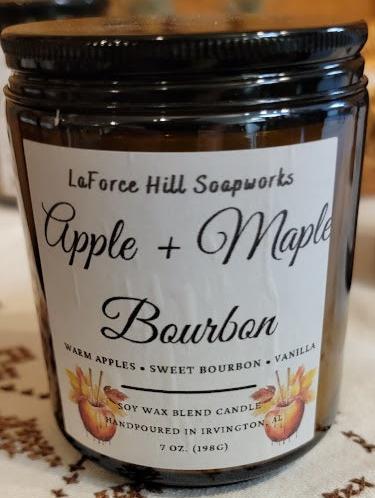 LaForce Hill Soapworks
Apple + Maple
Bourbon
WARM APPLES • SWEET BOURBON • VANILLA
SOY WAX BLEND CANDLE
HANDPOURED IN IRVINGTON, AL
7 OZ. (198G)